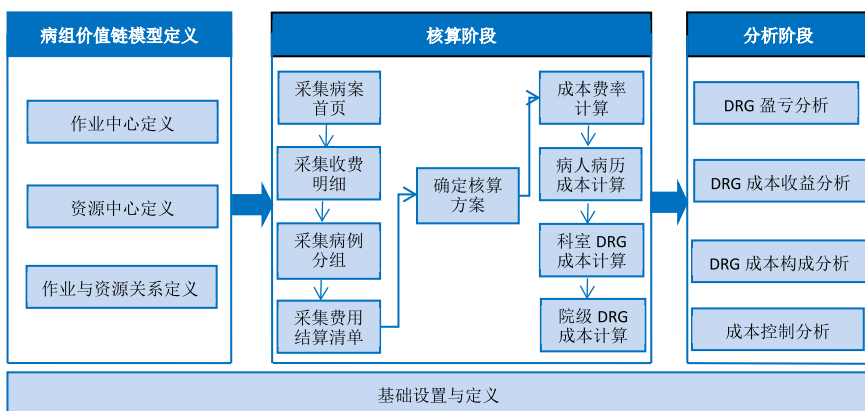 病组价值链模型定义
作业中心定义
资源中心定义
作业与资源关系定义
核算阶段
采集病案
首页
采集收费
明细
采集病例
分组
采集费用
结算清单
确定核算
方案
成本费率
计算
病人病历
成本计算
科室 DRG
成本计算
院级 DRG
成本计算
分析阶段
DRG 盈亏分析
DRG 成本收益分析
DRG 成本构成分析
成本控制分析
基础设置与定义